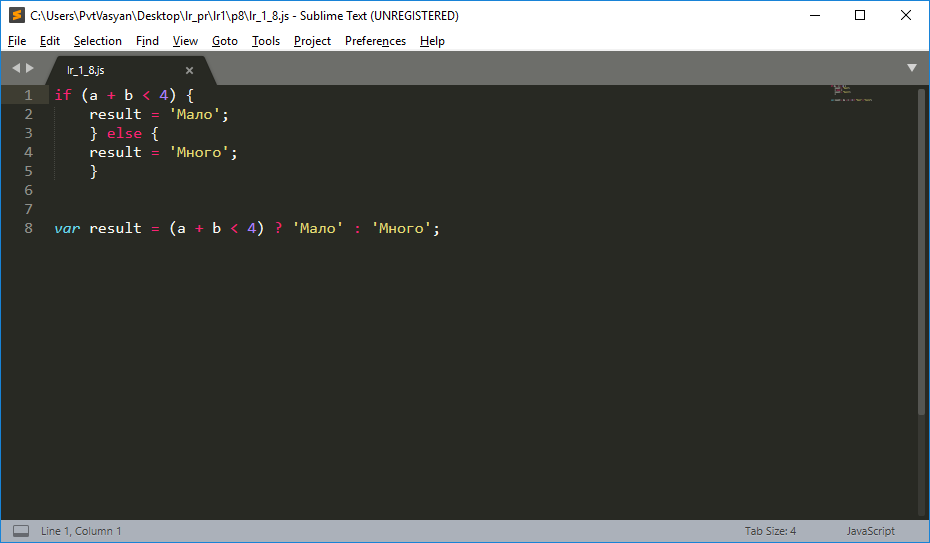 C:\Users\PvtVasyan\Desktop\lr_pr\lr1\p8\lr_1_8.js - Sublime Text (UNREGISTERED)
File Edit Selection Find View Goto Tools Project Preferences Help
lr_1_8.js ×
1 if (a + b < 4) {
2     result = 'Мало';
3     } else {
4     result = 'Много';
5     }
6
7
8 var result = (a + b < 4) ? 'Мало' : 'Много';
Line 1, Column 1 Tab Size: 4 JavaScript